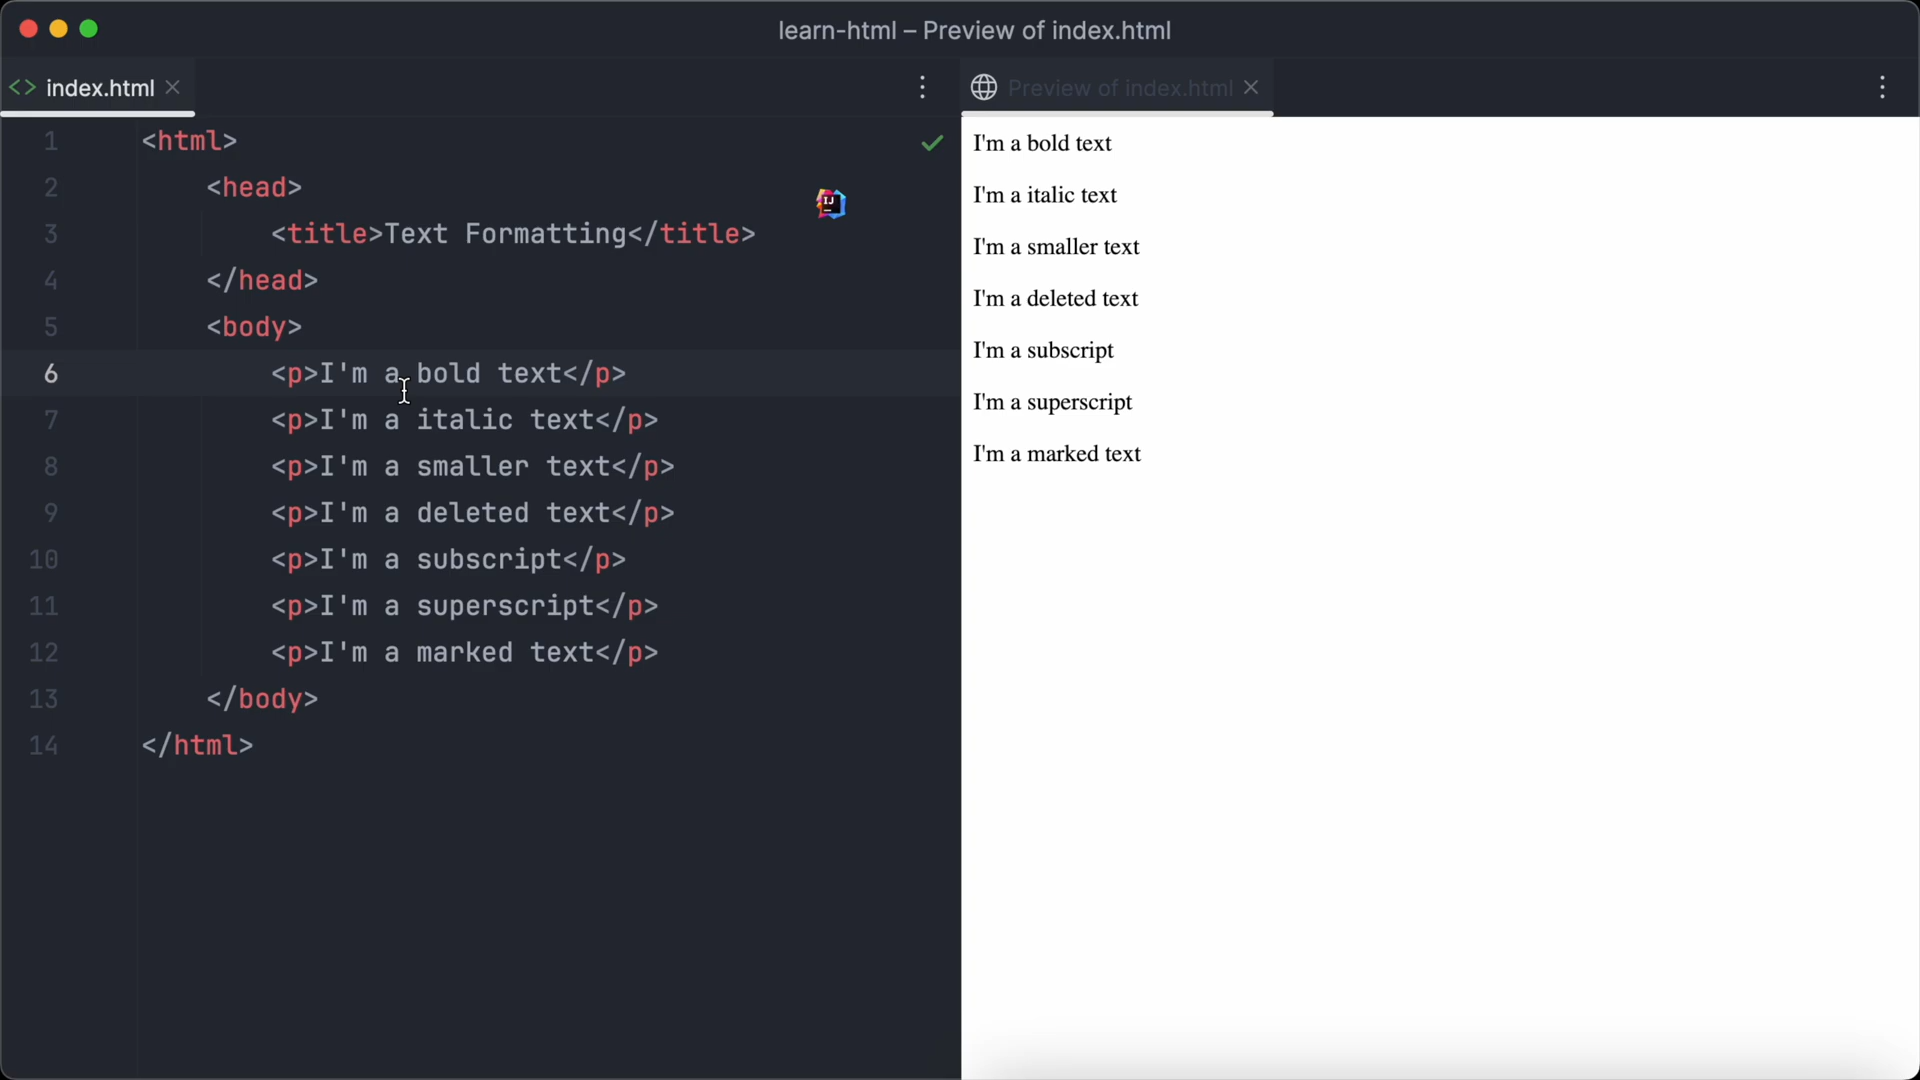 learn-html – Preview of index.html
<> index.html
Preview of index.html
1 <html>
2 <head>
3 <title>Text Formatting</title>
4 </head>
5 <body>
6 <p>I'm a bold text</p>
7 <p>I'm a italic text</p>
8 <p>I'm a smaller text</p>
9 <p>I'm a deleted text</p>
10 <p>I'm a subscript</p>
11 <p>I'm a superscript</p>
12 <p>I'm a marked text</p>
13 </body>
14 </html>
IJ
I'm a bold text
I'm a italic text
I'm a smaller text
I'm a deleted text
I'm a subscript
I'm a superscript
I'm a marked text